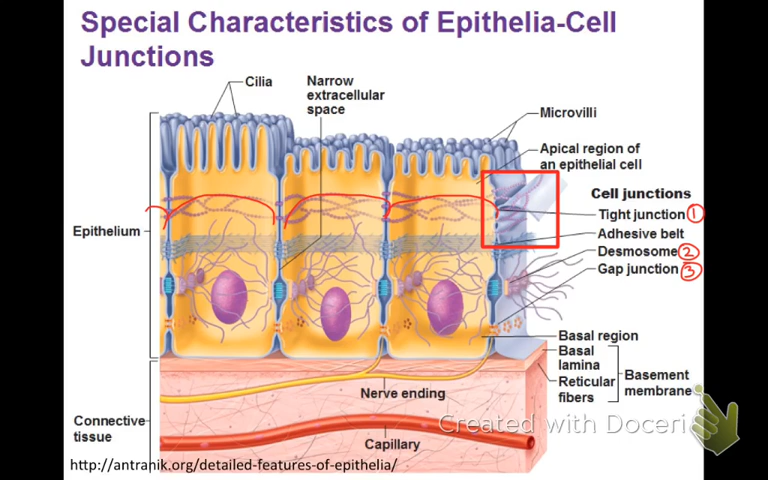 Special Characteristics of Epithelia-Cell
Junctions
Cilia
Narrow
extracellular
space
Microvilli
Apical region of
an epithelial cell
Cell junctions
Tight junction 1
Epithelium
Adhesive belt
Desmosome 2
Gap junction 3
Basal region
Basal
lamina
Reticular
fibers
Basement
membrane
Nerve ending
Connective
tissue
Created with Doceri
Capillary
http://antranik.org/detailed-features-of-epithelia/